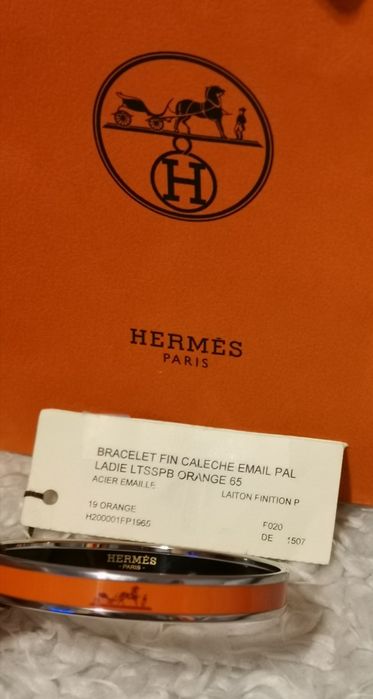 H
HERMÈS
PARIS
BRACELET FIN CALECHE EMAIL PAL
LADIE LTSSPB ORANGE 65
ACIER EMAILLE LAITON FINITION P
19 ORANGE F020
H200001FP1965 DE 1507
HERMÈS
-PARIS-